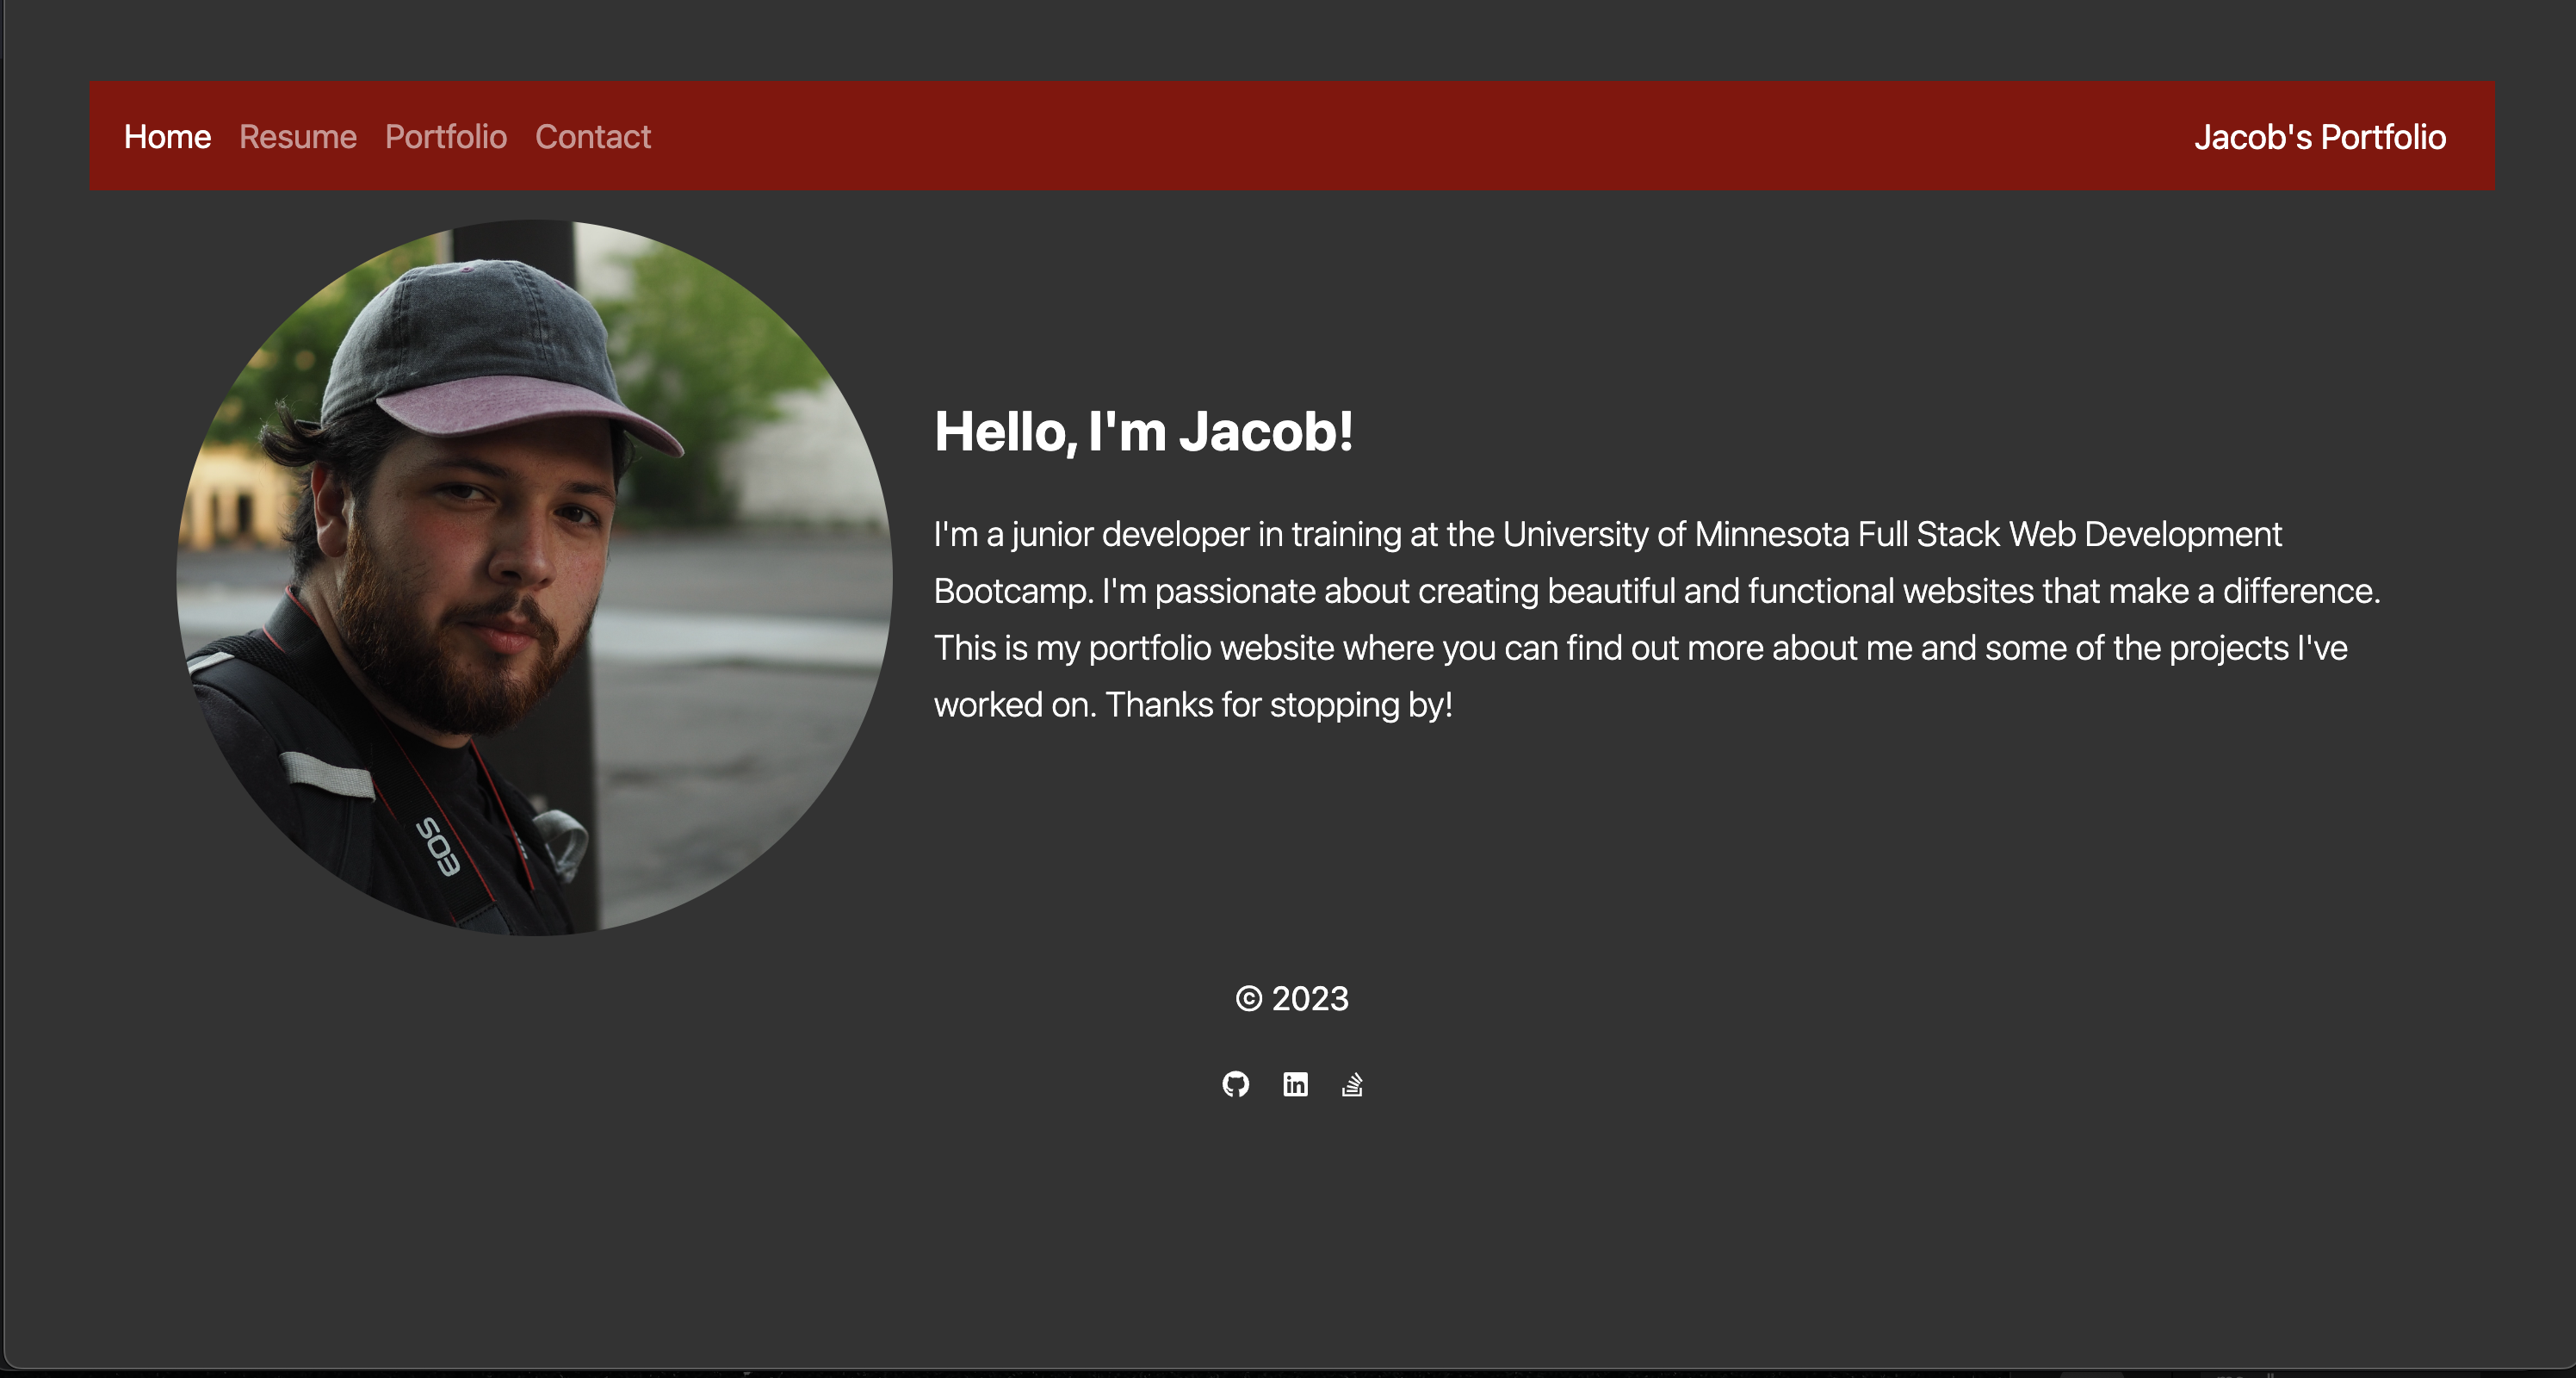 Home Resume Portfolio Contact Jacob's Portfolio
Hello, I'm Jacob!
I'm a junior developer in training at the University of Minnesota Full Stack Web Development
Bootcamp. I'm passionate about creating beautiful and functional websites that make a difference.
This is my portfolio website where you can find out more about me and some of the projects I've
worked on. Thanks for stopping by!
EOS
© 2023
in